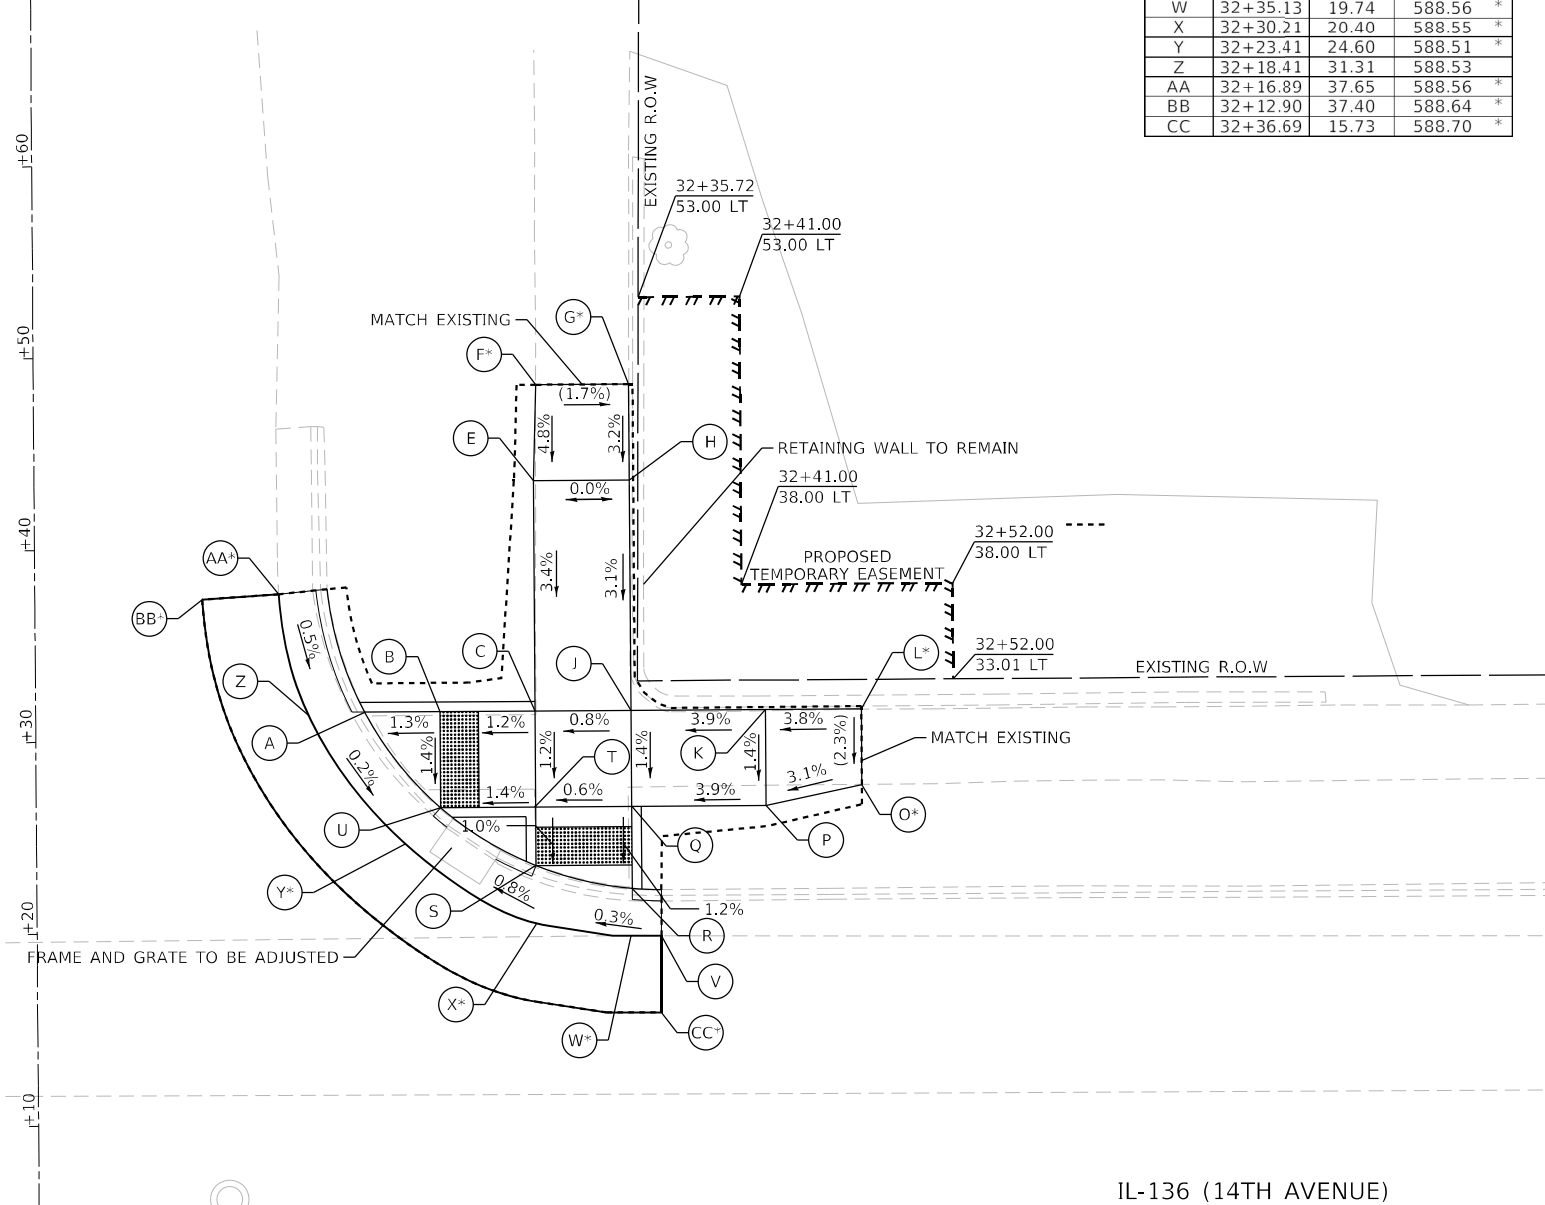 W 32+35.13 19.74 588.56 *
X 32+30.21 20.40 588.55 *
Y 32+23.41 24.60 588.51 *
Z 32+18.41 31.31 588.53
AA 32+16.89 37.65 588.56 *
BB 32+12.90 37.40 588.64 *
CC 32+36.69 15.73 588.70 *
+60
EXISTING R.O.W
32+35.72
53.00 LT
32+41.00
53.00 LT
+50
MATCH EXISTING
G*
F*
(1.7%)
4.8%
3.2%
E
H
RETAINING WALL TO REMAIN
0.0%
32+41.00
38.00 LT
+40
32+52.00
38.00 LT
AA*
3.4%
3.1%
PROPOSED
TEMPORARY EASEMENT
BB*
0.5%
B
C
J
L*
32+52.00
33.01 LT
EXISTING R.O.W
Z
+30
1.3%
1.2%
0.8%
3.9%
3.8%
A
1.4%
1.2%
T
1.4%
K
1.4%
(2.3%)
MATCH EXISTING
0.2%
1.4%
0.6%
3.9%
3.1%
U
1.0%
Q
P
O*
Y*
S
0.8%
1.2%
+20
0.3%
R
FRAME AND GRATE TO BE ADJUSTED
V
X*
W*
CC*
+10
IL-136 (14TH AVENUE)